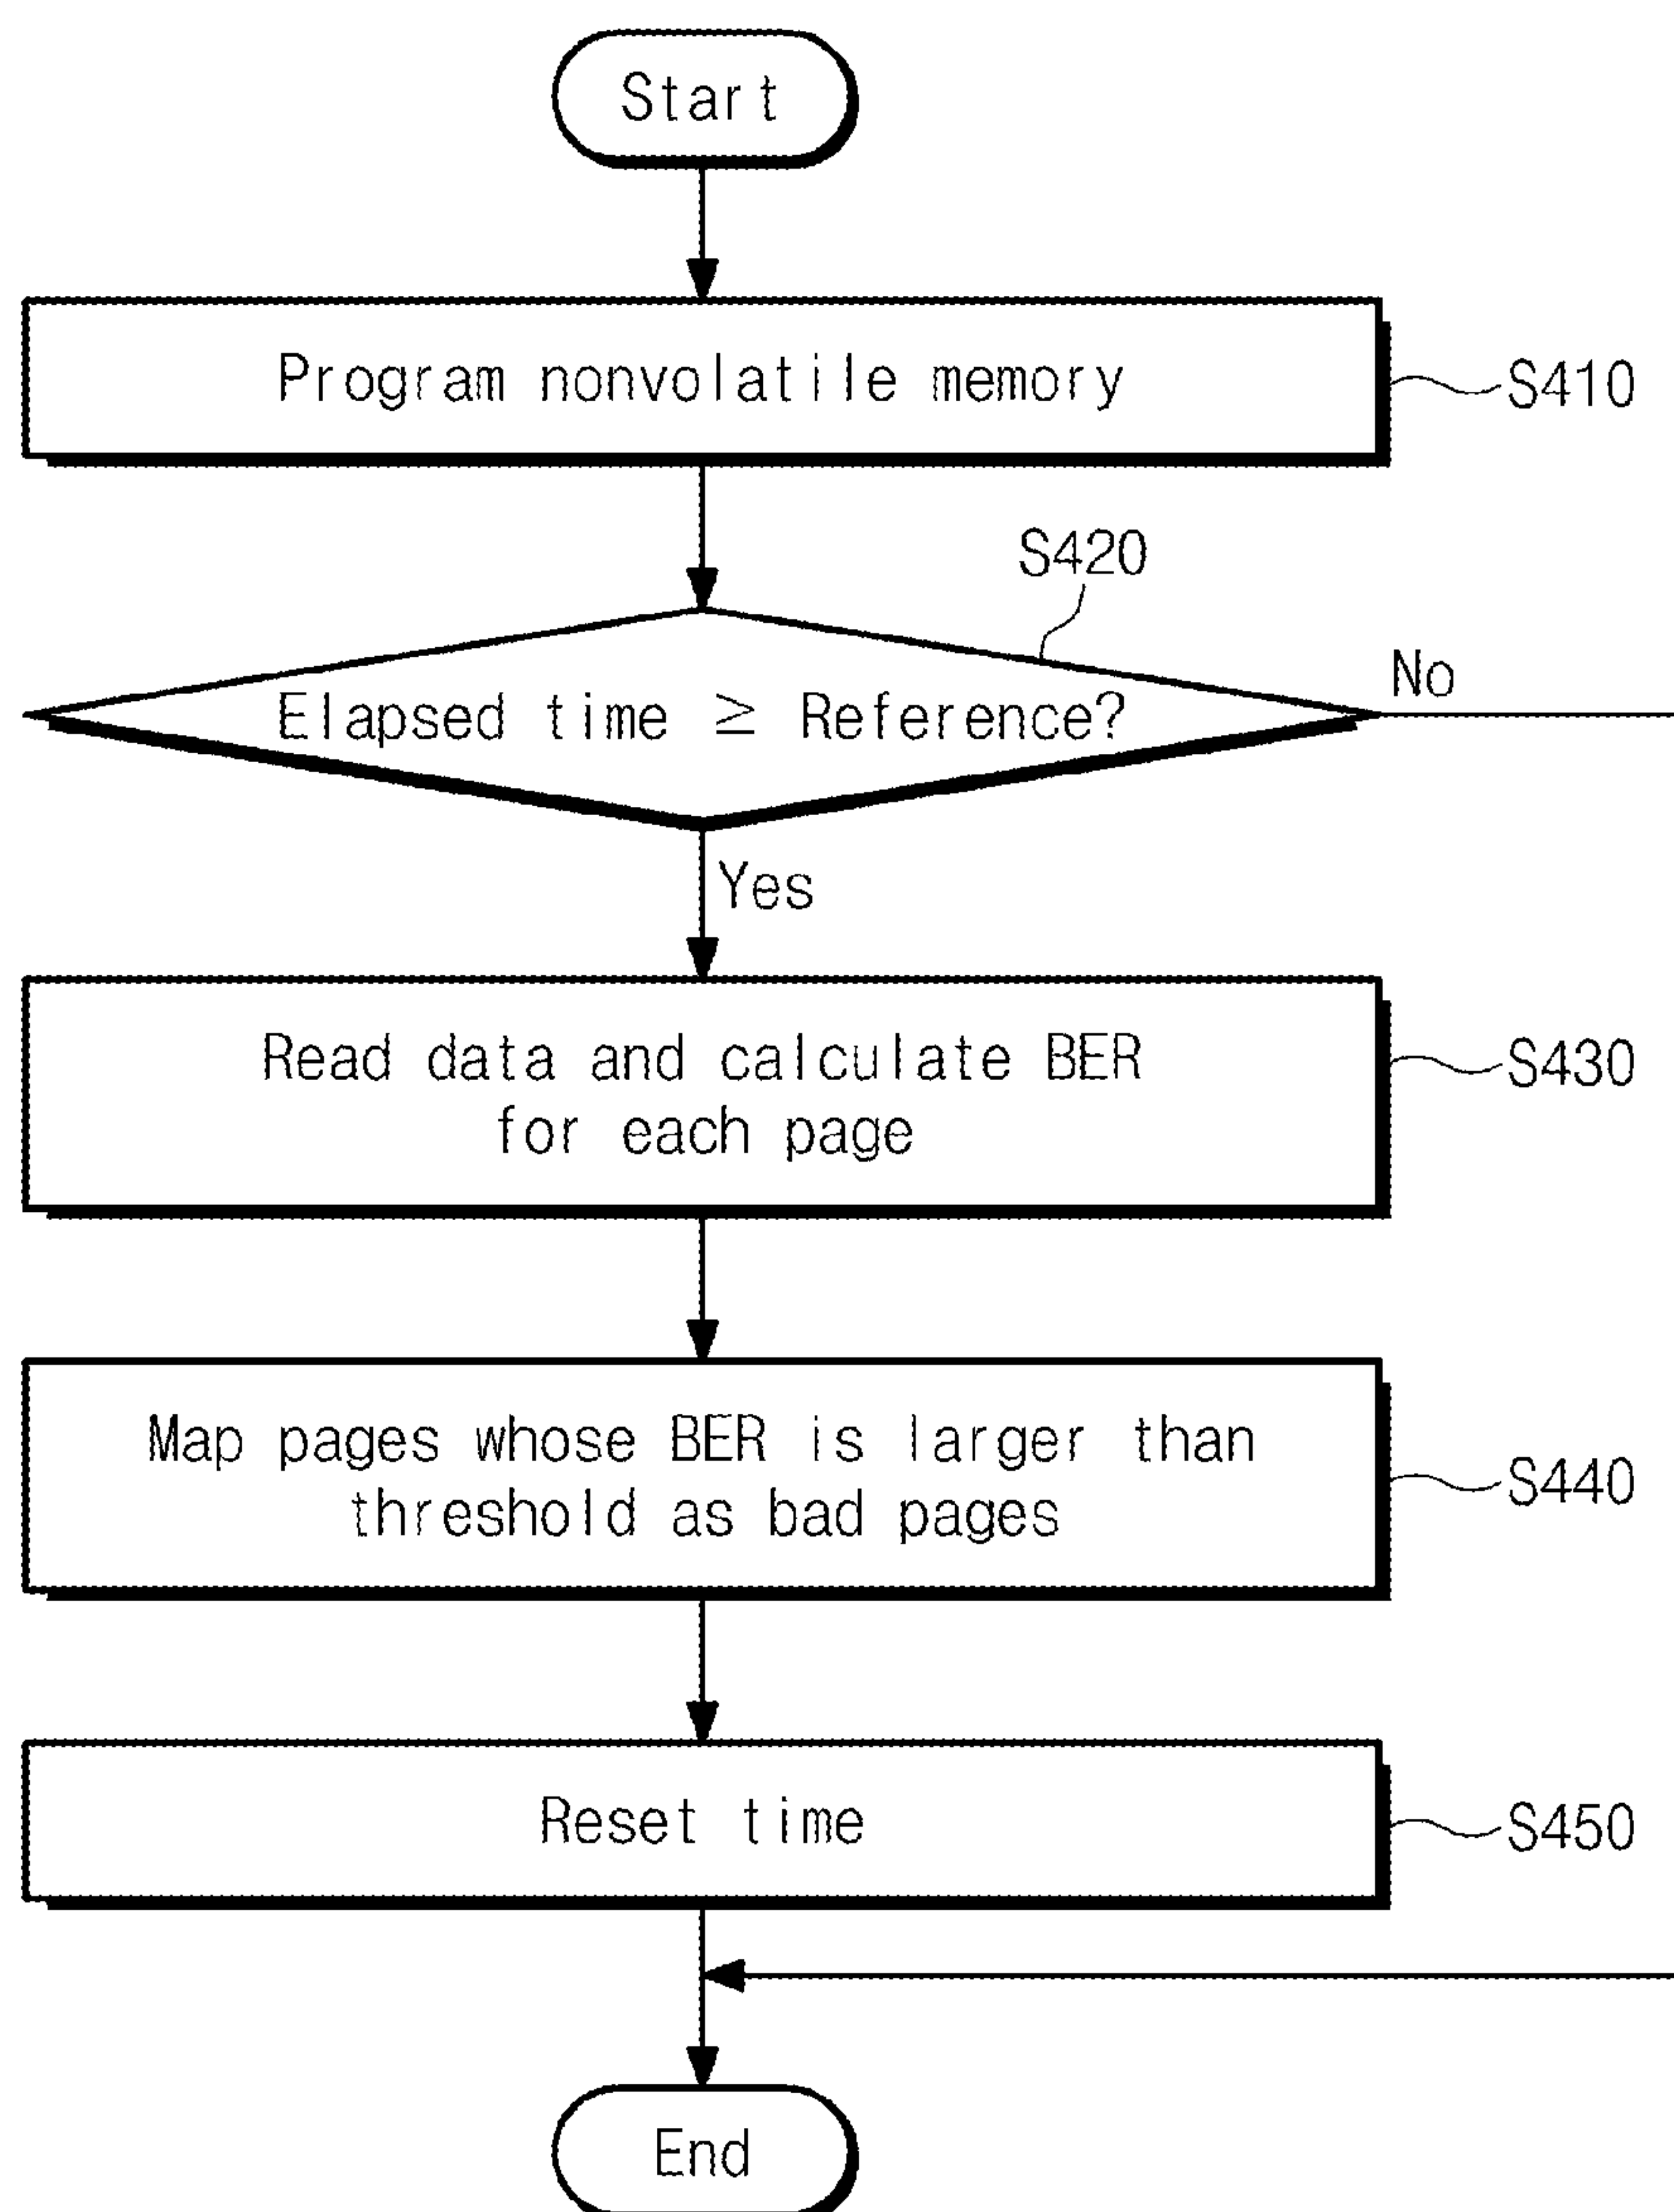 Start
Program nonvolatile memory
S410
S420
Elapsed time ≥ Reference?
No
Yes
Read data and calculate BER
for each page
S430
Map pages whose BER is larger than
threshold as bad pages
S440
Reset time
S450
End